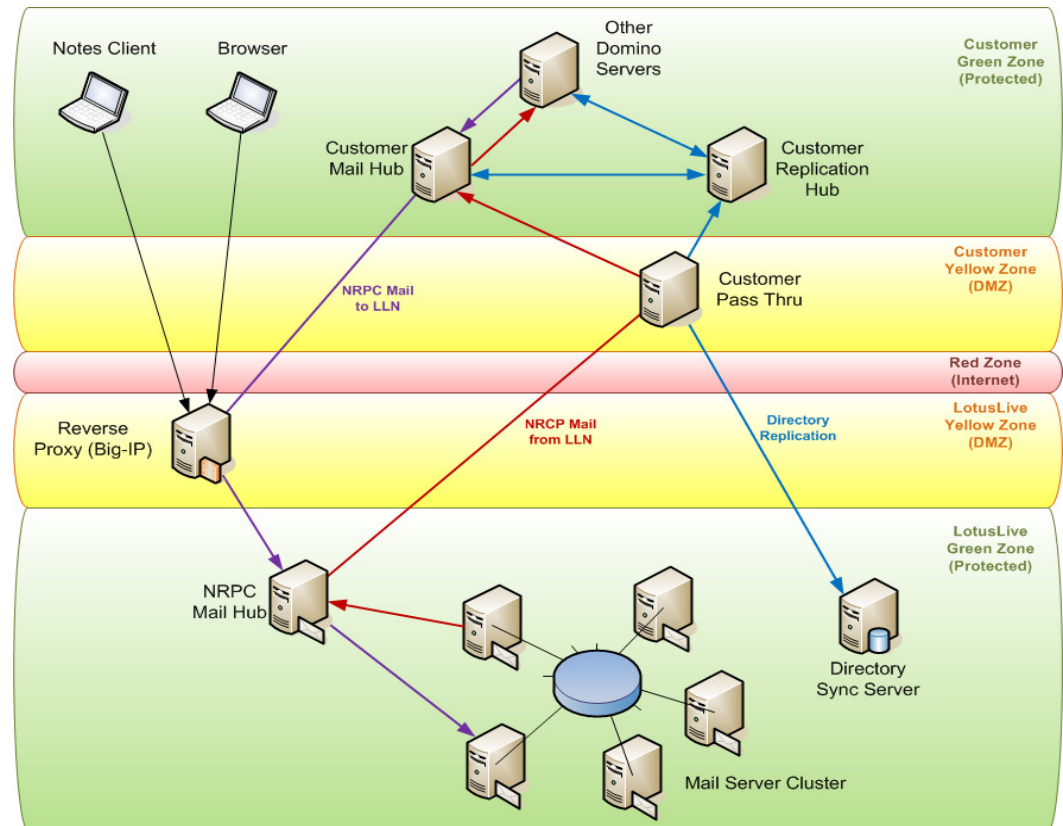 Notes Client
Browser
Other
Domino
Servers
Customer
Green Zone
(Protected)
Customer
Mail Hub
Customer
Replication
Hub
Customer
Yellow Zone
(DMZ)
NRPC Mail
to LLN
Customer
Pass Thru
Red Zone
(Internet)
Reverse
Proxy (Big-IP)
NRCP Mail
from LLN
Directory
Replication
LotusLive
Yellow Zone
(DMZ)
LotusLive
Green Zone
(Protected)
NRPC
Mail Hub
Directory
Sync Server
Mail Server Cluster